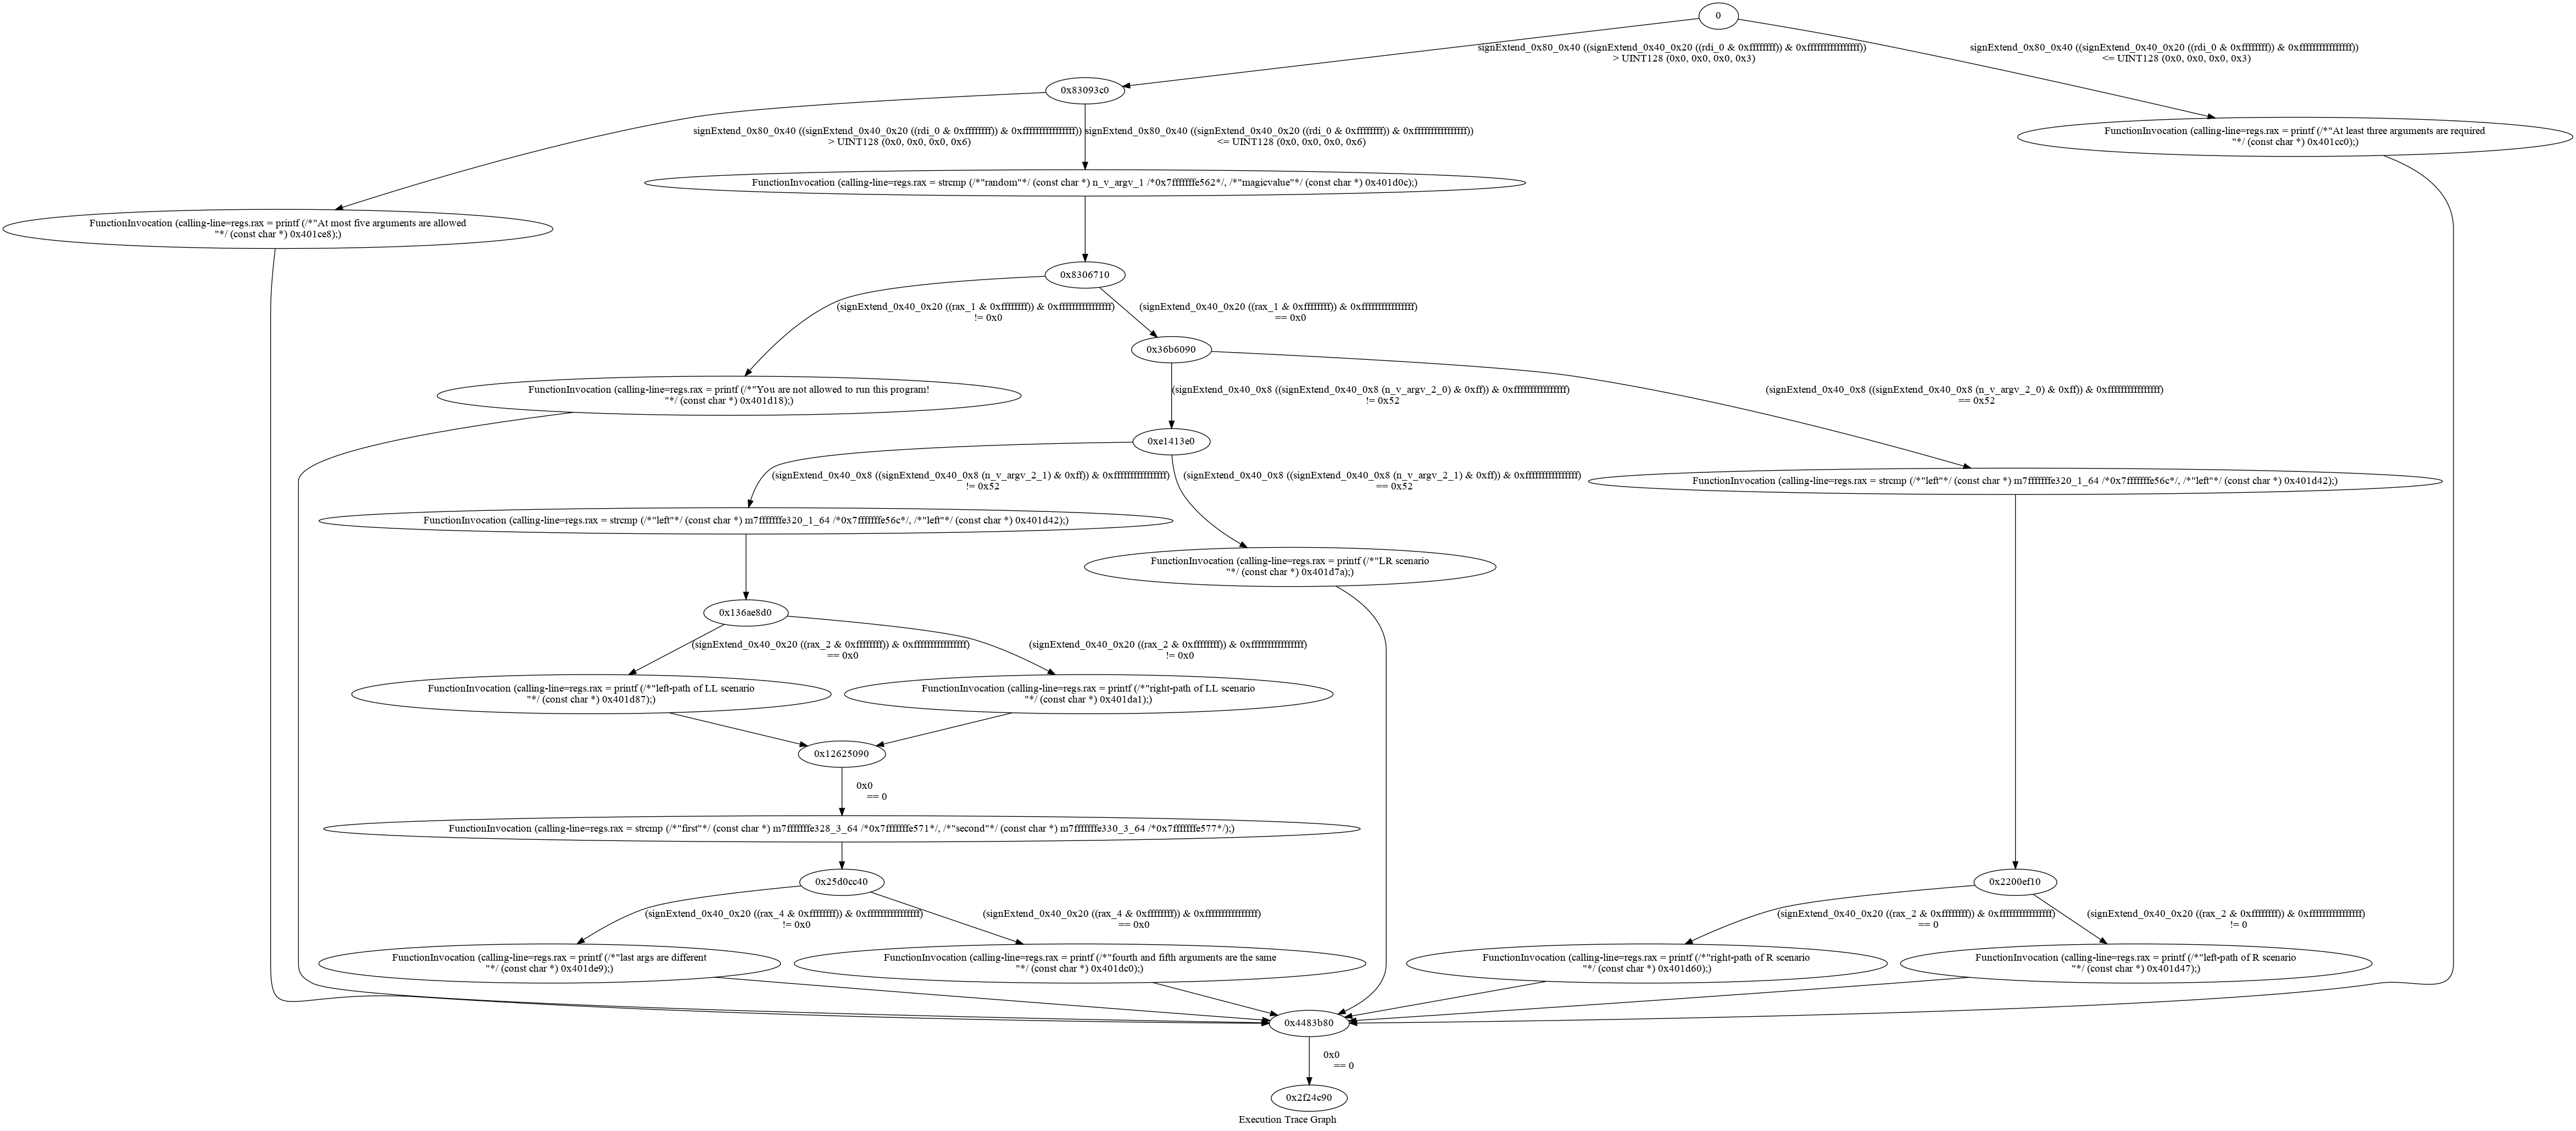 0
signExtend_0x80_0x40 ((signExtend_0x40_0x20 ((rdi_0 & 0xffffffff)) & 0xffffffffffffffff))
> UINT128 (0x0, 0x0, 0x0, 0x3)
signExtend_0x80_0x40 ((signExtend_0x40_0x20 ((rdi_0 & 0xffffffff)) & 0xffffffffffffffff))
<= UINT128 (0x0, 0x0, 0x0, 0x3)
0x83093c0
signExtend_0x80_0x40 ((signExtend_0x40_0x20 ((rdi_0 & 0xffffffff)) & 0xffffffffffffffff))
> UINT128 (0x0, 0x0, 0x0, 0x6)
signExtend_0x80_0x40 ((signExtend_0x40_0x20 ((rdi_0 & 0xffffffff)) & 0xffffffffffffffff))
<= UINT128 (0x0, 0x0, 0x0, 0x6)
FunctionInvocation (calling-line=regs.rax = printf (/*"At least three arguments are required
"*/ (const char *) 0x401cc0);)
FunctionInvocation (calling-line=regs.rax = strcmp (/*"random"*/ (const char *) n_v_argv_1 /*0x7fffffffe562*/, /*"magicvalue"*/ (const char *) 0x401d0c);)
FunctionInvocation (calling-line=regs.rax = printf (/*"At most five arguments are allowed
"*/ (const char *) 0x401ce8);)
0x8306710
(signExtend_0x40_0x20 ((rax_1 & 0xffffffff)) & 0xffffffffffffffff)
!= 0x0
(signExtend_0x40_0x20 ((rax_1 & 0xffffffff)) & 0xffffffffffffffff)
== 0x0
0x36b6090
FunctionInvocation (calling-line=regs.rax = printf (/*"You are not allowed to run this program!
"*/ (const char *) 0x401d18);)
(signExtend_0x40_0x8 ((signExtend_0x40_0x8 (n_v_argv_2_0) & 0xff)) & 0xffffffffffffffff)
!= 0x52
(signExtend_0x40_0x8 ((signExtend_0x40_0x8 (n_v_argv_2_0) & 0xff)) & 0xffffffffffffffff)
== 0x52
0xe1413e0
(signExtend_0x40_0x8 ((signExtend_0x40_0x8 (n_v_argv_2_1) & 0xff)) & 0xffffffffffffffff)
!= 0x52
(signExtend_0x40_0x8 ((signExtend_0x40_0x8 (n_v_argv_2_1) & 0xff)) & 0xffffffffffffffff)
== 0x52
FunctionInvocation (calling-line=regs.rax = strcmp (/*"left"*/ (const char *) m7fffffffe320_1_64 /*0x7fffffffe56c*/, /*"left"*/ (const char *) 0x401d42);)
FunctionInvocation (calling-line=regs.rax = strcmp (/*"left"*/ (const char *) m7fffffffe320_1_64 /*0x7fffffffe56c*/, /*"left"*/ (const char *) 0x401d42);)
FunctionInvocation (calling-line=regs.rax = printf (/*"LR scenario
"*/ (const char *) 0x401d7a);)
0x136ae8d0
(signExtend_0x40_0x20 ((rax_2 & 0xffffffff)) & 0xffffffffffffffff)
== 0x0
(signExtend_0x40_0x20 ((rax_2 & 0xffffffff)) & 0xffffffffffffffff)
!= 0x0
FunctionInvocation (calling-line=regs.rax = printf (/*"left-path of LL scenario
"*/ (const char *) 0x401d87);)
FunctionInvocation (calling-line=regs.rax = printf (/*"right-path of LL scenario
"*/ (const char *) 0x401da1);)
0x12625090
0x0
== 0
FunctionInvocation (calling-line=regs.rax = strcmp (/*"first"*/ (const char *) m7fffffffe328_3_64 /*0x7fffffffe571*/, /*"second"*/ (const char *) m7fffffffe330_3_64 /*0x7fffffffe577*/);)
0x25d0cc40
0x2200ef10
(signExtend_0x40_0x20 ((rax_4 & 0xffffffff)) & 0xffffffffffffffff)
!= 0x0
(signExtend_0x40_0x20 ((rax_4 & 0xffffffff)) & 0xffffffffffffffff)
== 0x0
(signExtend_0x40_0x20 ((rax_2 & 0xffffffff)) & 0xffffffffffffffff)
== 0
(signExtend_0x40_0x20 ((rax_2 & 0xffffffff)) & 0xffffffffffffffff)
!= 0
FunctionInvocation (calling-line=regs.rax = printf (/*"last args are different
"*/ (const char *) 0x401de9);)
FunctionInvocation (calling-line=regs.rax = printf (/*"fourth and fifth arguments are the same
"*/ (const char *) 0x401dc0);)
FunctionInvocation (calling-line=regs.rax = printf (/*"right-path of R scenario
"*/ (const char *) 0x401d60);)
FunctionInvocation (calling-line=regs.rax = printf (/*"left-path of R scenario
"*/ (const char *) 0x401d47);)
0x4483b80
0x0
== 0
0x2f24c90
Execution Trace Graph